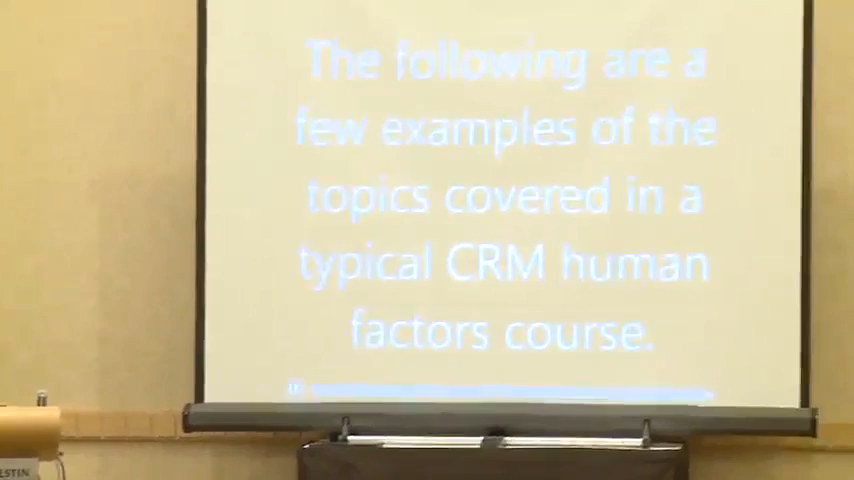 The following are a
few examples of the
topics covered in a
typical CRM human
factors course.